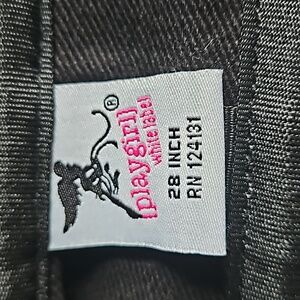 ®
[playgirl]
white label
28 INCH
RN 124131